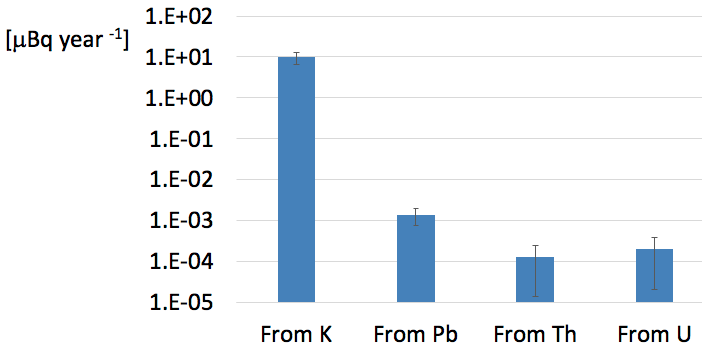 1.E+02
[μBq year -1]
1.E+01
1.E+00
1.E-01
1.E-02
1.E-03
1.E-04
1.E-05
From K From Pb From Th From U